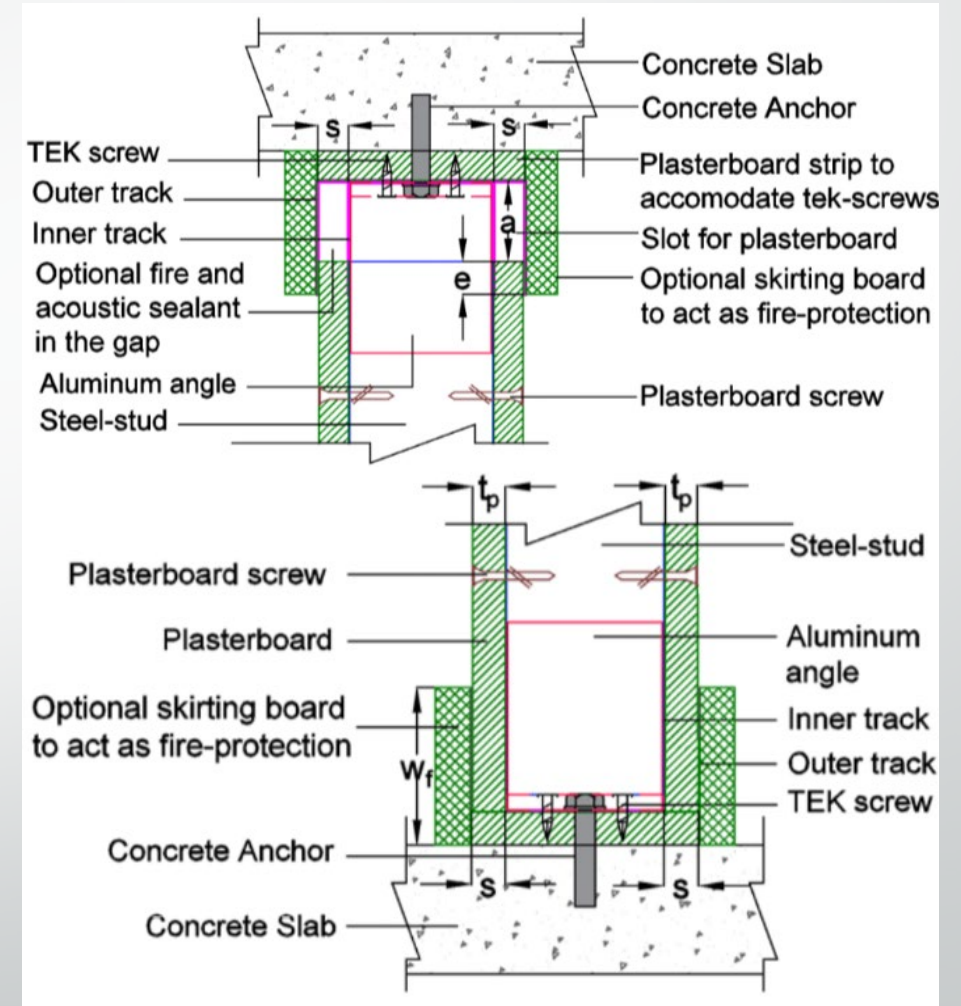 Concrete Slab
Concrete Anchor
s
s
TEK screw
Plasterboard strip to
accomodate tek-screws
Outer track
a
Inner track
Slot for plasterboard
Optional fire and
acoustic sealant
in the gap
e
Optional skirting board
to act as fire-protection
Aluminum angle
Plasterboard screw
Steel-stud
tp
tp
Steel-stud
Plasterboard screw
Plasterboard
Aluminum
angle
Optional skirting board
to act as fire-protection
Wf
Inner track
Outer track
TEK screw
Concrete Anchor
s
s
Concrete Slab